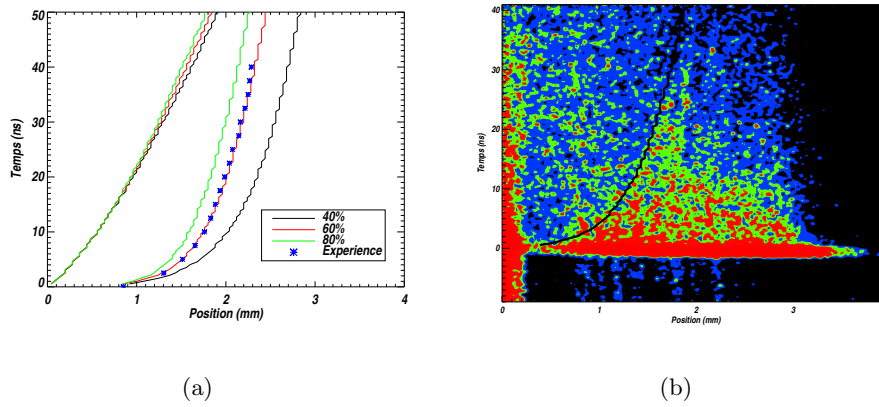 50
40
30
20
10
0
Temps (ns)
0 1 2 3 4
Position (mm)
40%
60%
80%
Experience
(a)
40
30
20
10
0
Temps (ns)
0 1 2 3
Position (mm)
(b)